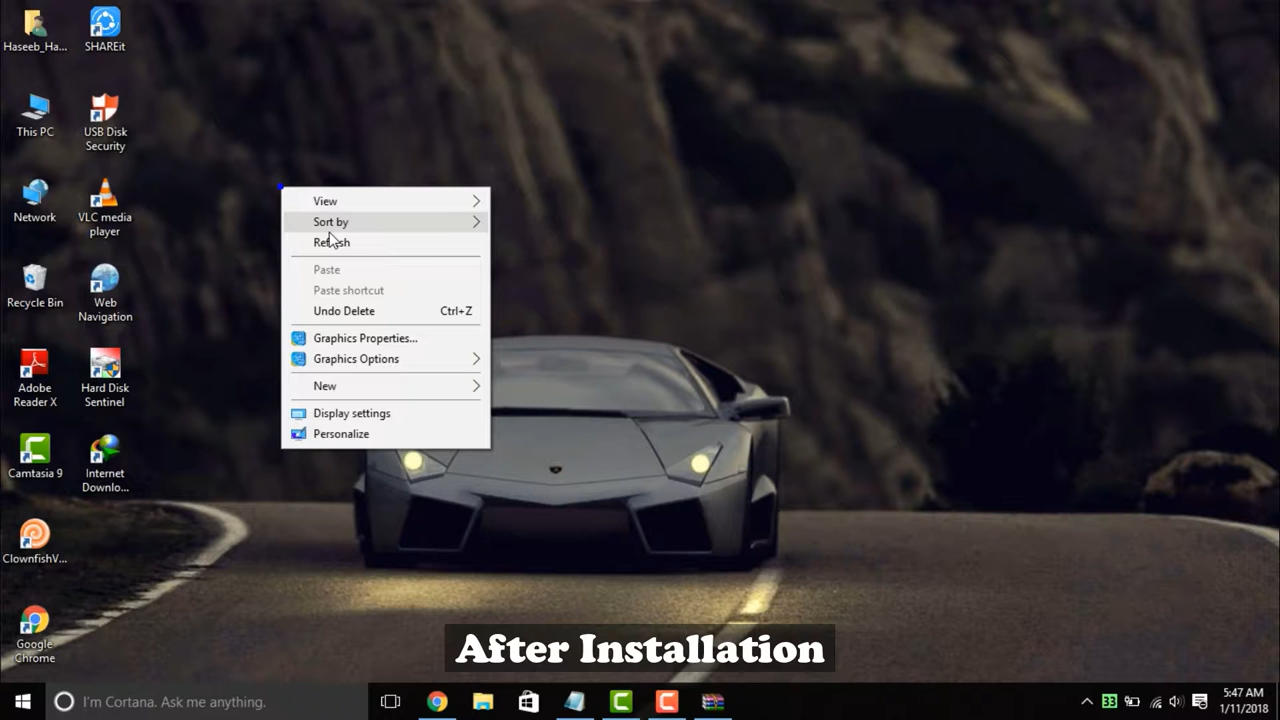 Haseeb_Ha...
SHAREit
This PC
USB Disk
Security
Network
VLC media
player
Recycle Bin
Web
Navigation
Adobe
Reader X
Hard Disk
Sentinel
Camtasia 9
Internet
Downlo...
ClownfishV...
Google
Chrome
View
Sort by
Refresh
Paste
Paste shortcut
Undo Delete Ctrl+Z
Graphics Properties...
Graphics Options
New
Display settings
Personalize
After Installation
I'm Cortana. Ask me anything.
33
5:47 AM
1/11/2018